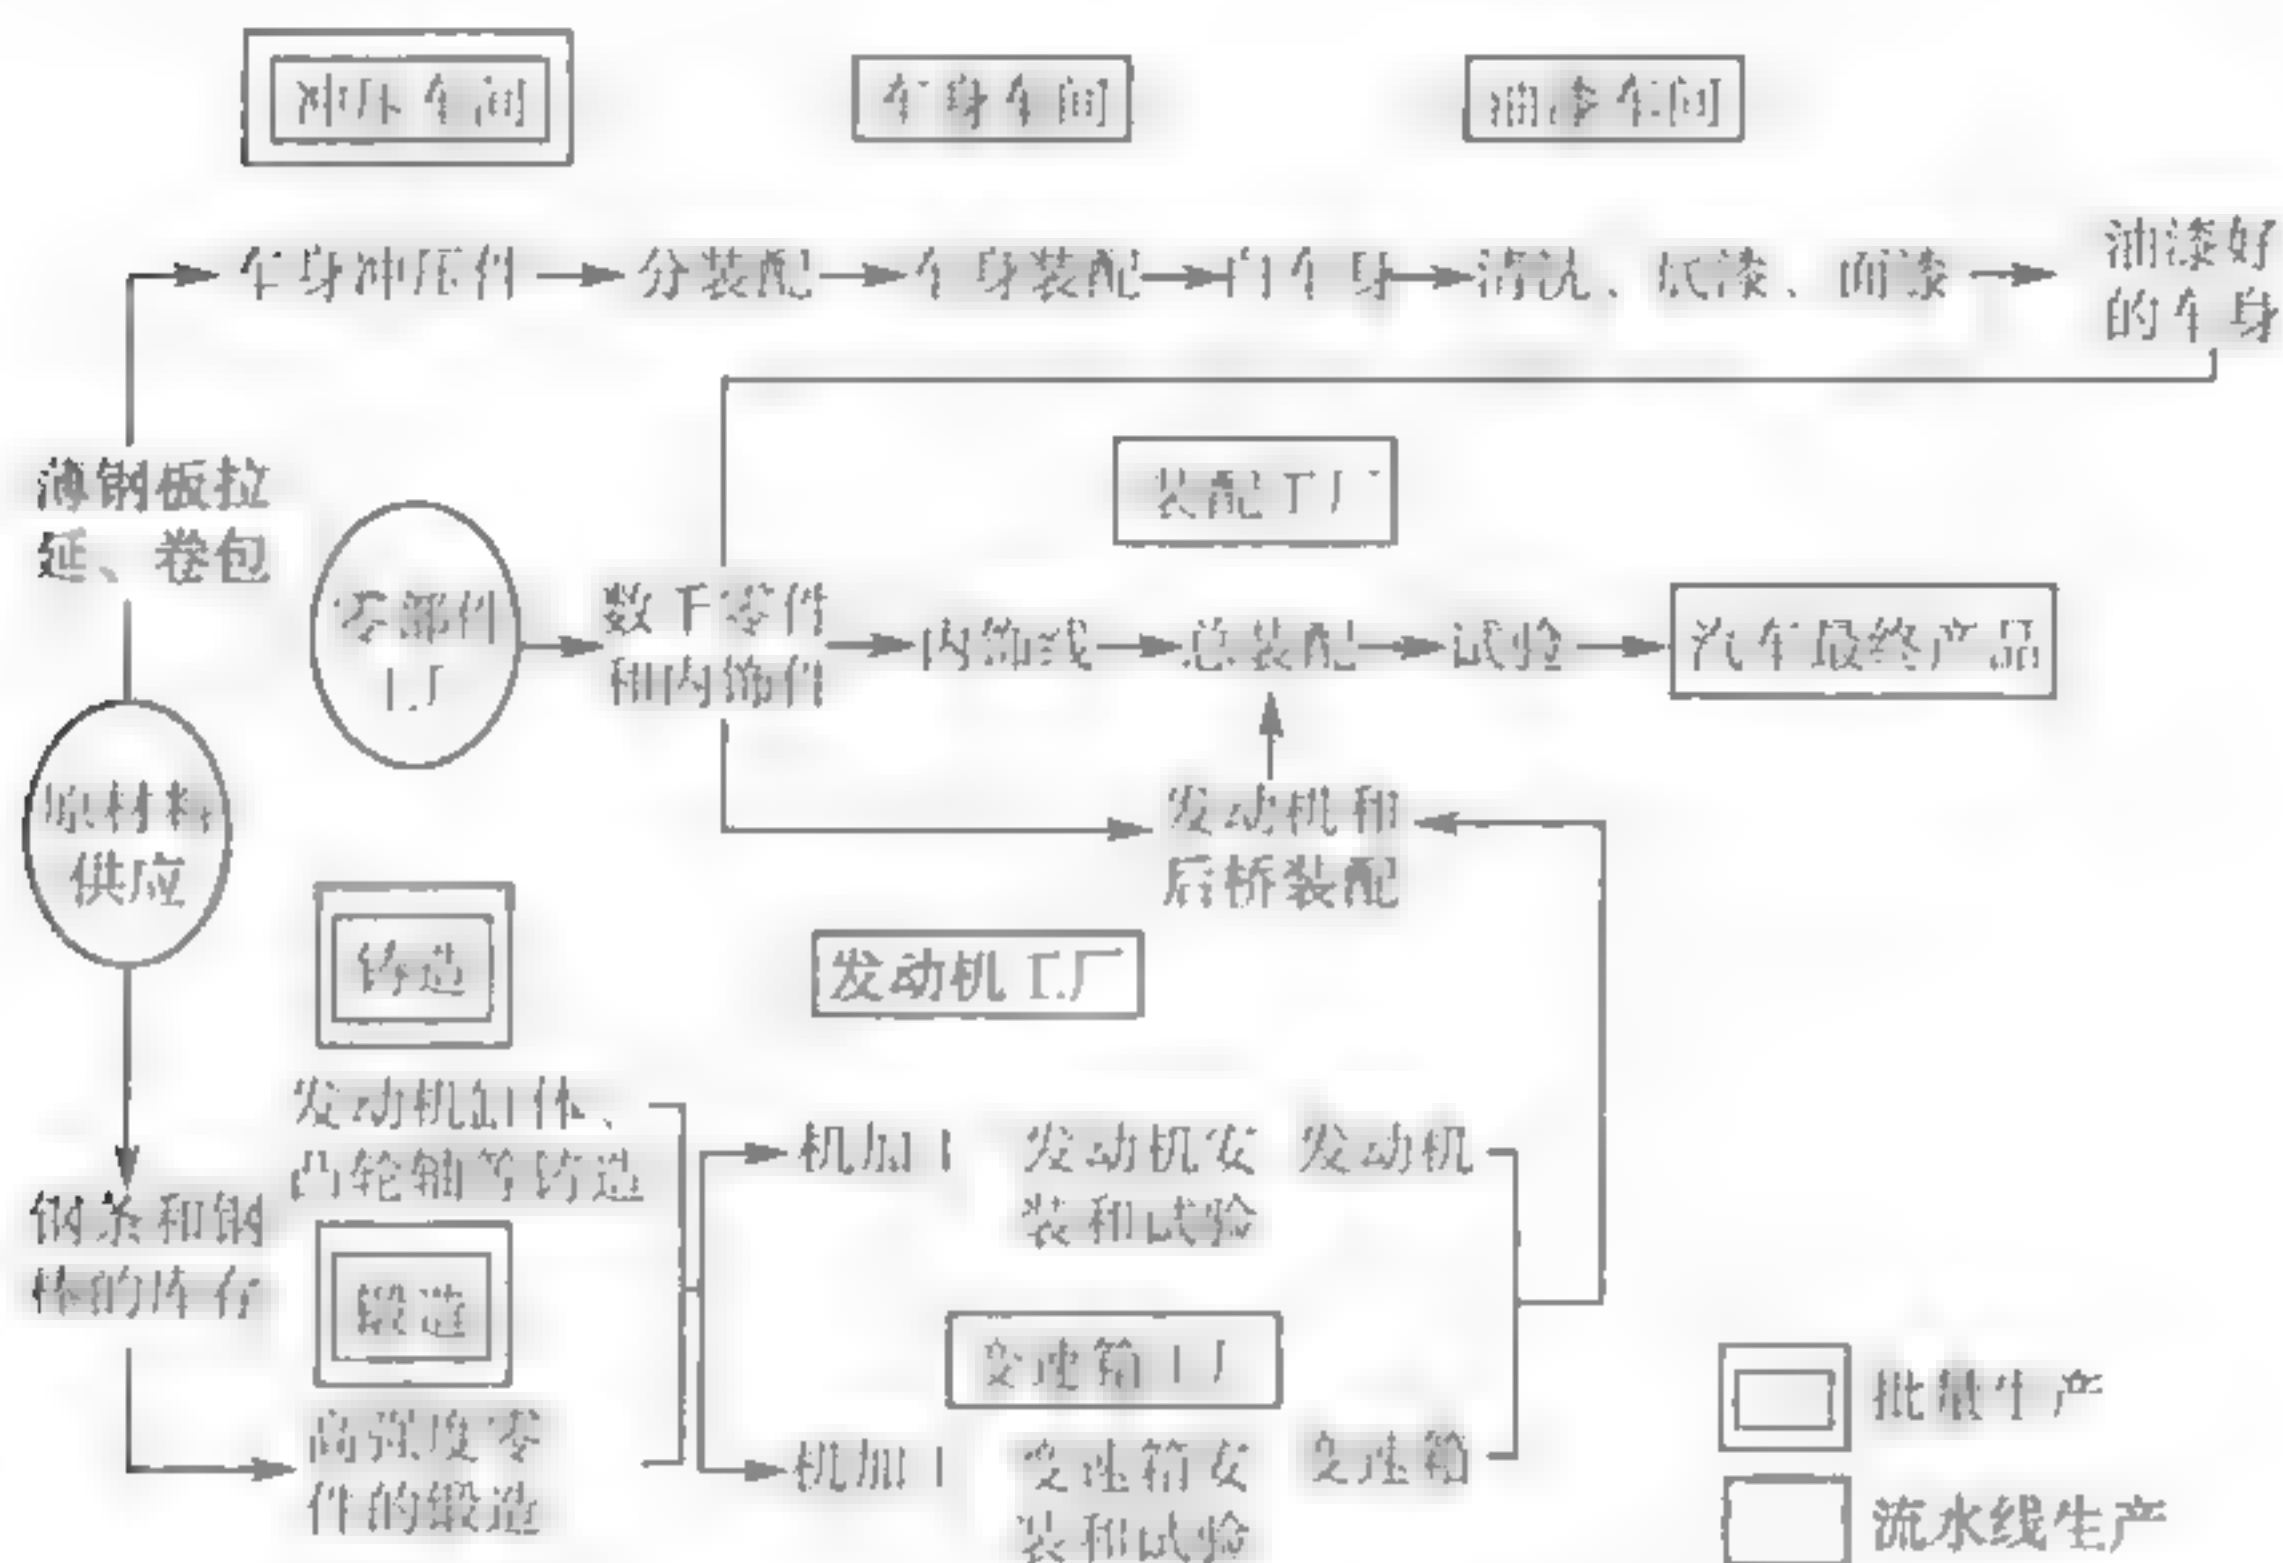 冲压车间
车身车间
油漆车间
车身冲压件
分装配
车身装配
白车身
清洗、底漆、面漆
油漆好
的车身
薄钢板拉
延、卷包
装配工厂
零部件
工厂
数千零件
和内饰件
内饰线
总装配
试验
汽车最终产品
原材料
供应
发动机和
后桥装配
铸造
发动机工厂
发动机缸体、
凸轮轴等铸造
机加工
发动机安
装和试验
发动机
钢条和钢
棒的库存
锻造
变速箱工厂
高强度零
件的锻造
机加工
变速箱安
装和试验
变速箱
批量生产
流水线生产